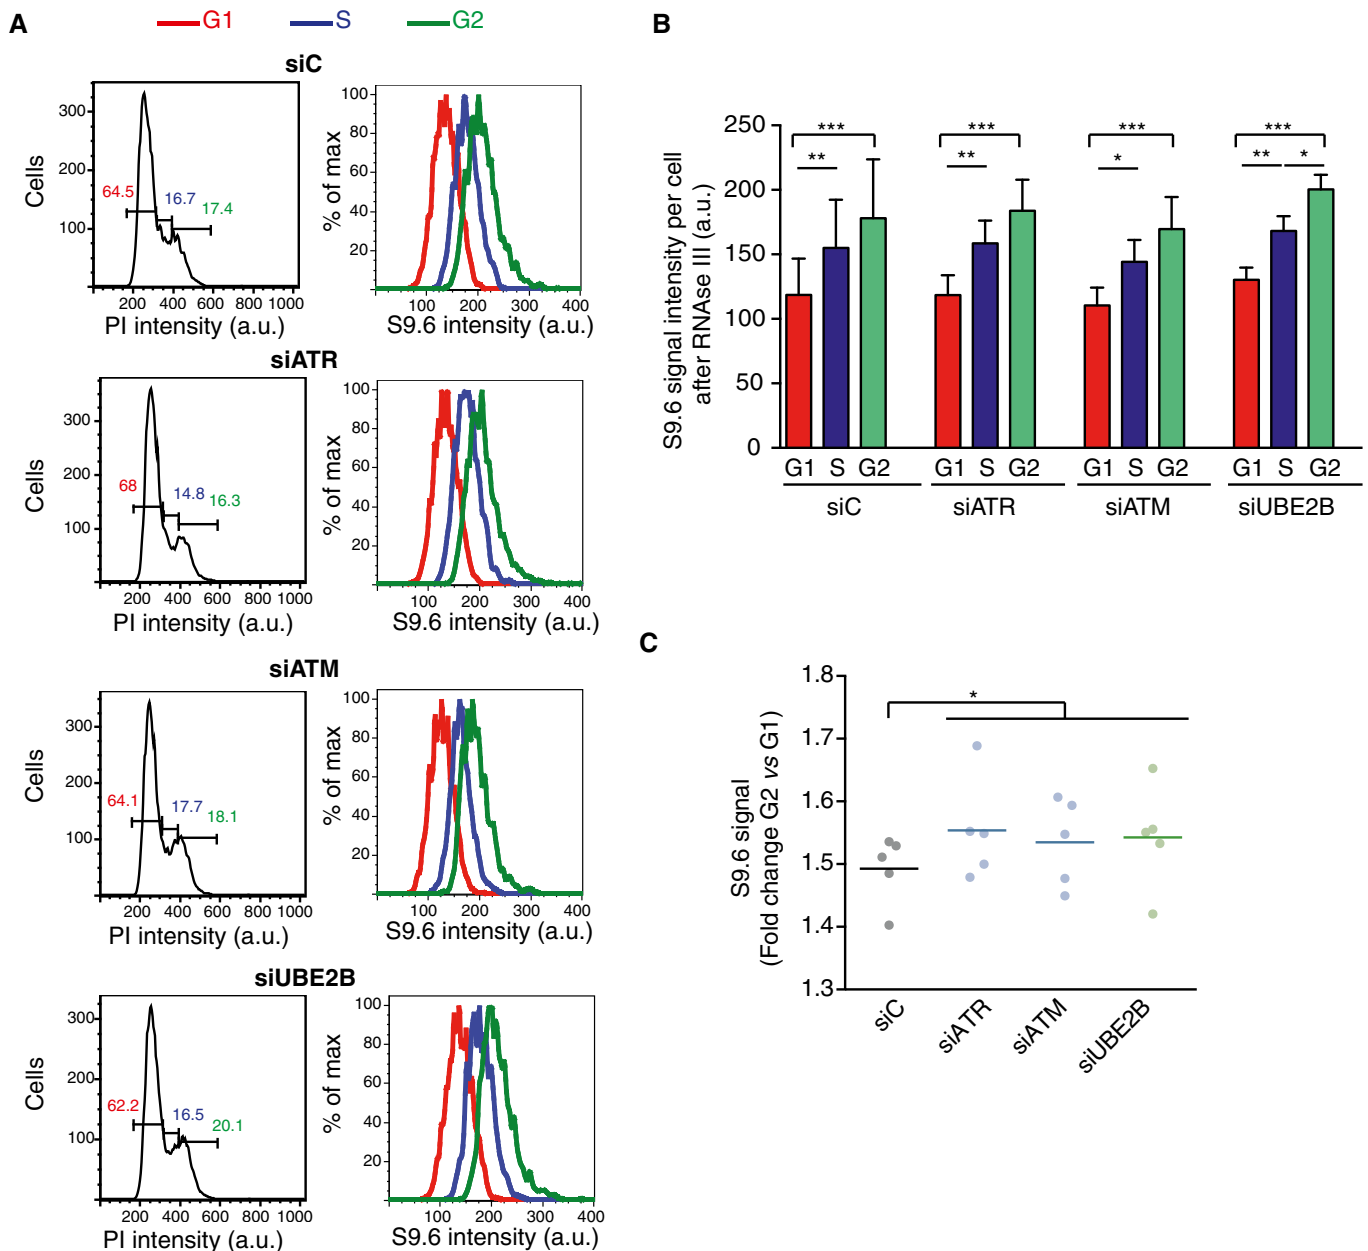 A
G1 S G2
siC
300
200
100
Cells
64.5
16.7
17.4
200 400 600 800 1000
PI intensity (a.u.)
100
80
60
40
20
% of max
100 200 300 400
S9.6 intensity (a.u.)
siATR
300
200
100
Cells
68
14.8
16.3
200 400 600 800 1000
PI intensity (a.u.)
100
80
60
40
20
% of max
100 200 300 400
S9.6 intensity (a.u.)
siATM
300
200
100
Cells
64.1
17.7
18.1
200 400 600 800 1000
PI intensity (a.u.)
100
80
60
40
20
% of max
100 200 300 400
S9.6 intensity (a.u.)
siUBE2B
300
200
100
Cells
62.2
16.5
20.1
200 400 600 800 1000
PI intensity (a.u.)
100
80
60
40
20
% of max
100 200 300 400
S9.6 intensity (a.u.)
B
S9.6 signal intensity per cell
after RNAse III (a.u.)
250
200
150
100
50
0
*** *** *** ***
** ** * ** *
G1 S G2 G1 S G2 G1 S G2 G1 S G2
siC siATR siATM siUBE2B
C
S9.6 signal
(Fold change G2 vs G1)
1.8
1.7
1.6
1.5
1.4
1.3
*
siC
siATR
siATM
siUBE2B